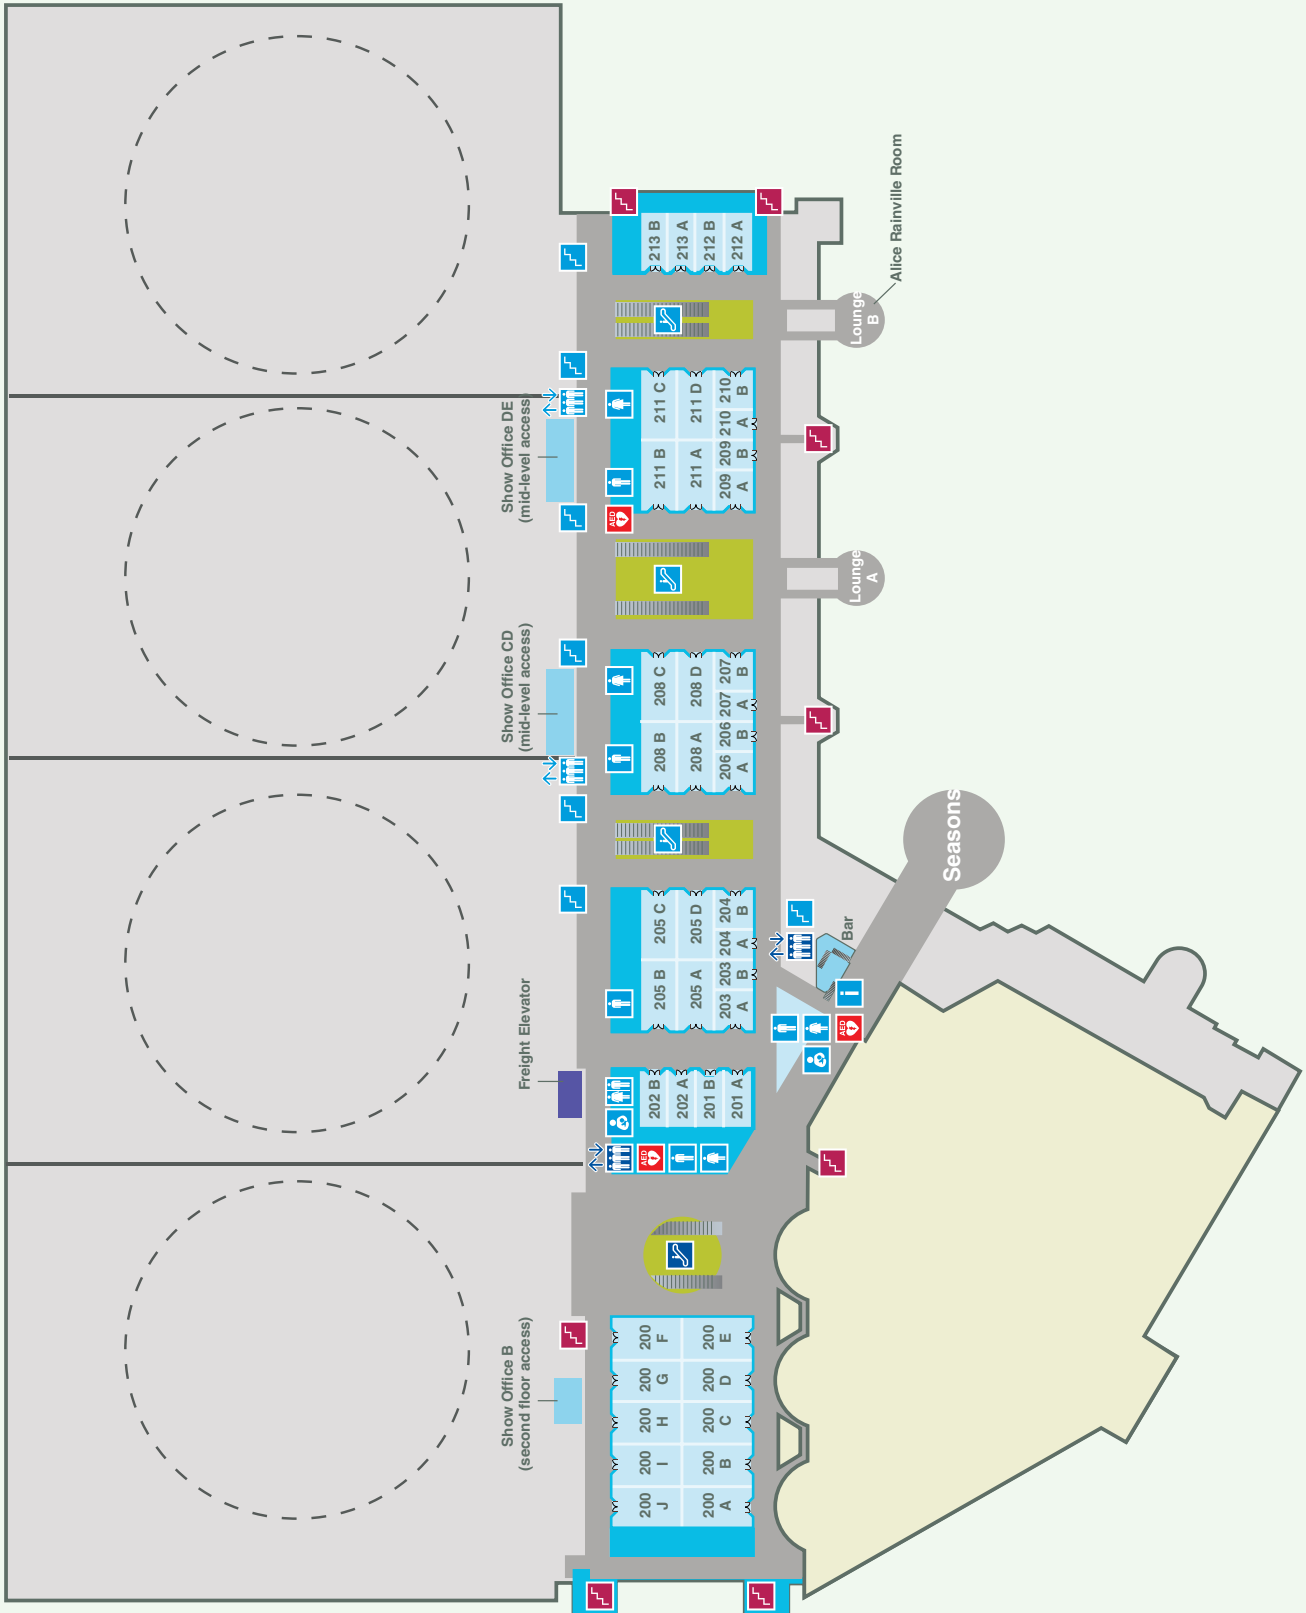 Alice Rainville Room
213 B
213 A
212 B
212 A
Lounge
B
Show Office DE
(mid-level access)
211 C
211 D
210
B
210
A
211 B
211 A
209
B
209
A
AED
Lounge
A
Show Office CD
(mid-level access)
208 C
208 D
207
B
207
A
208 B
208 A
206
B
206
A
Seasons
205 C
205 D
204
B
204
A
205 B
205 A
203
B
203
A
Bar
i
AED
Freight Elevator
202 B
202 A
201 B
201 A
AED
Show Office B
(second floor access)
200
F
200
E
200
G
200
D
200
H
200
C
200
I
200
B
200
J
200
A